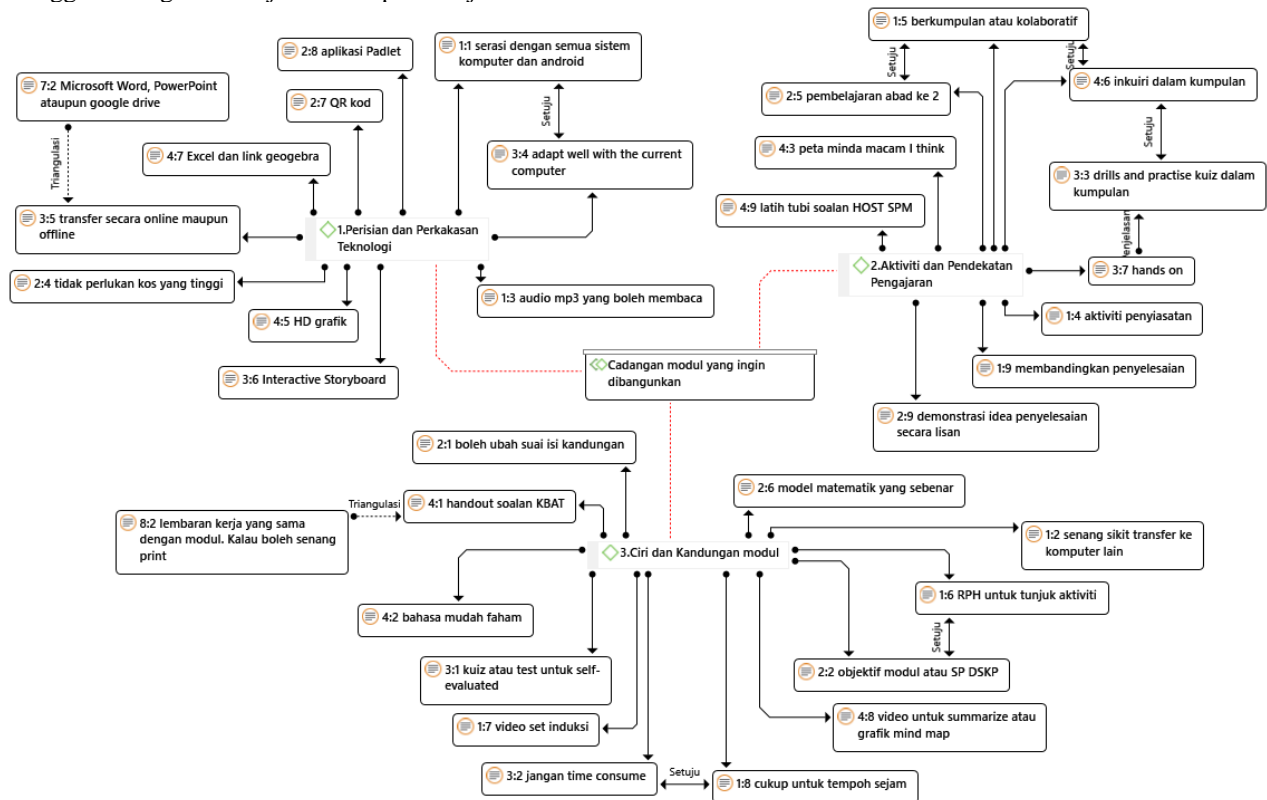 2:8 aplikasi Padlet
1:1 serasi dengan semua sistem
komputer dan android
7:2 Microsoft Word, PowerPoint
ataupun google drive
2:7 QR kod
Setuju
Triangulasi
4:7 Excel dan link geogebra
3:4 adapt well with the current
computer
3:5 transfer secara online maupun
offline
1.Perisian dan Perkakasan
Teknologi
2:4 tidak perlukan kos yang tinggi
1:3 audio mp3 yang boleh membaca
4:5 HD grafik
3:6 Interactive Storyboard
1:5 berkumpulan atau kolaboratif
Setuju
Setuju
4:6 inkuiri dalam kumpulan
2:5 pembelajaran abad ke 2
Setuju
4:3 peta minda macam I think
3:3 drills and practise kuiz dalam
kumpulan
4:9 latih tubi soalan HOST SPM
Penjelasan
2.Aktiviti dan Pendekatan
Pengajaran
3:7 hands on
1:4 aktiviti penyiasatan
1:9 membandingkan penyelesaian
2:9 demonstrasi idea penyelesaian
secara lisan
Cadangan modul yang ingin
dibangunkan
2:1 boleh ubah suai isi kandungan
2:6 model matematik yang sebenar
Triangulasi
4:1 handout soalan KBAT
8:2 lembaran kerja yang sama
dengan modul. Kalau boleh senang
print
1:2 senang sikit transfer ke
komputer lain
3.Ciri dan Kandungan modul
1:6 RPH untuk tunjuk aktiviti
4:2 bahasa mudah faham
Setuju
3:1 kuiz atau test untuk self-
evaluated
2:2 objektif modul atau SP DSKP
1:7 video set induksi
4:8 video untuk summarize atau
grafik mind map
3:2 jangan time consume
Setuju
1:8 cukup untuk tempoh sejam